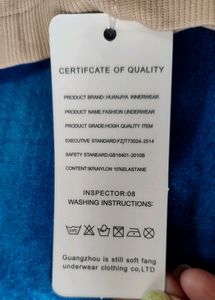 CERTIFCATE OF QUALITY
PRODUCT BRAND: HUANJIYA INNERWEAR
PRODUCT NAME:FASHION UNDERWEAR
PRODUCT GRADE:HOGH QUALITY ITEM
EXECUTIVE STANDARD:FZ/T73024-2014
SAFETY STANDARD:GB18401-2010B
CONTENT:90%NYLON 10%ELASTANE
INSPECTOR:08
WASHING INSTRUCTIONS:
Guangzhou is still soft fang
underwear clothing co,LTD